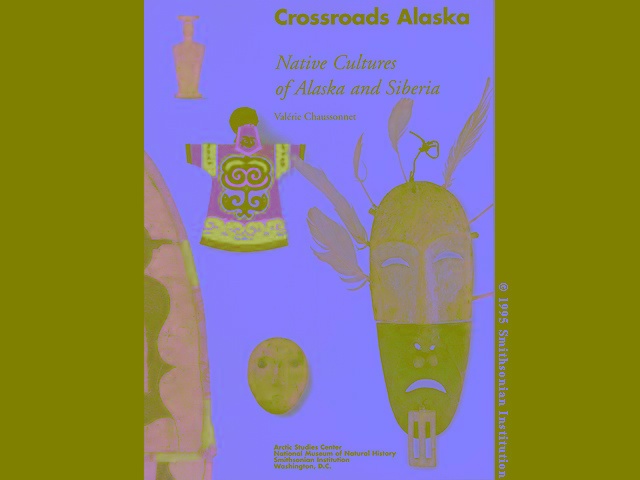 Crossroads Alaska
Native Cultures
of Alaska and Siberia
Valérie Chaussonnet
Arctic Studies Center
National Museum of Natural History
Smithsonian Institution
Washington, D.C.
© 1995 Smithsonian Institution